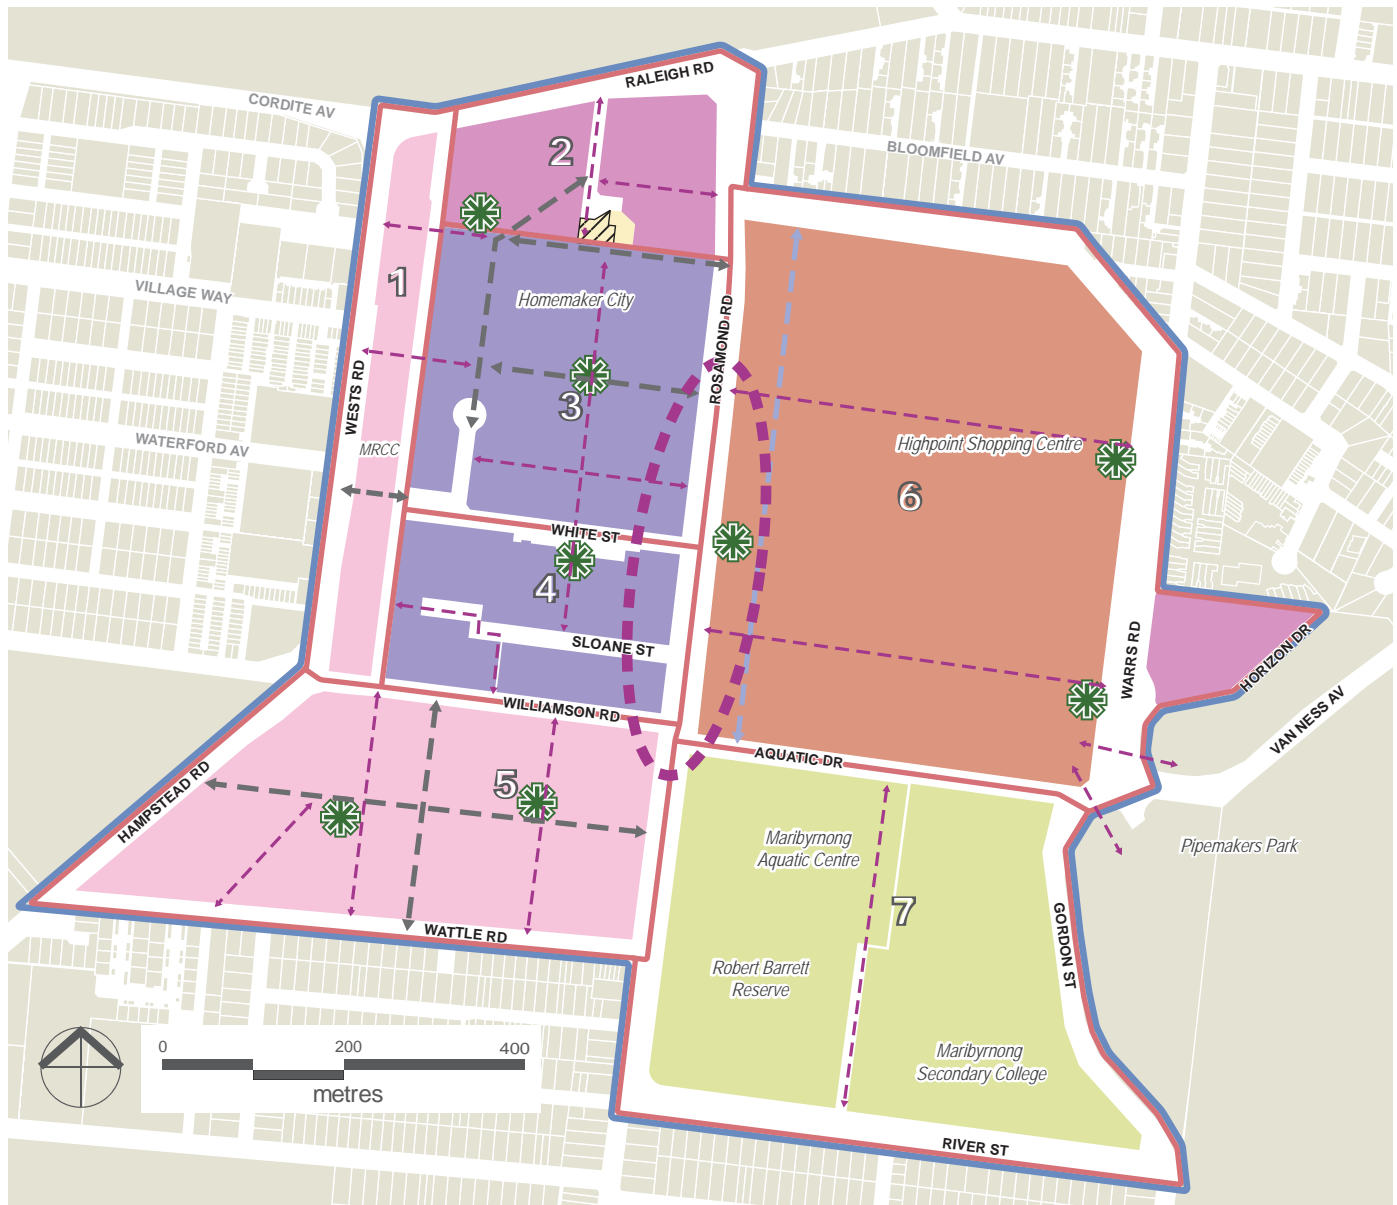 RALEIGH RD
CORDITE AV
2
BLOOMFIELD AV
1
VILLAGE WAY
Homemaker City
ROSAMOND RD
WESTS RD
3
WATERFORD AV
MRCC
Highpoint Shopping Centre
6
WHITE ST
4
SLOANE ST
WARRS RD
HORIZON DR
WILLIAMSON RD
VAN NESS AV
AQUATIC DR
HAMPSTEAD RD
5
Maribyrnong
Aquatic Centre
Pipemakers Park
7
GORDON ST
WATTLE RD
Robert Barrett
Reserve
0 200 400
metres
Maribyrnong
Secondary College
RIVER ST